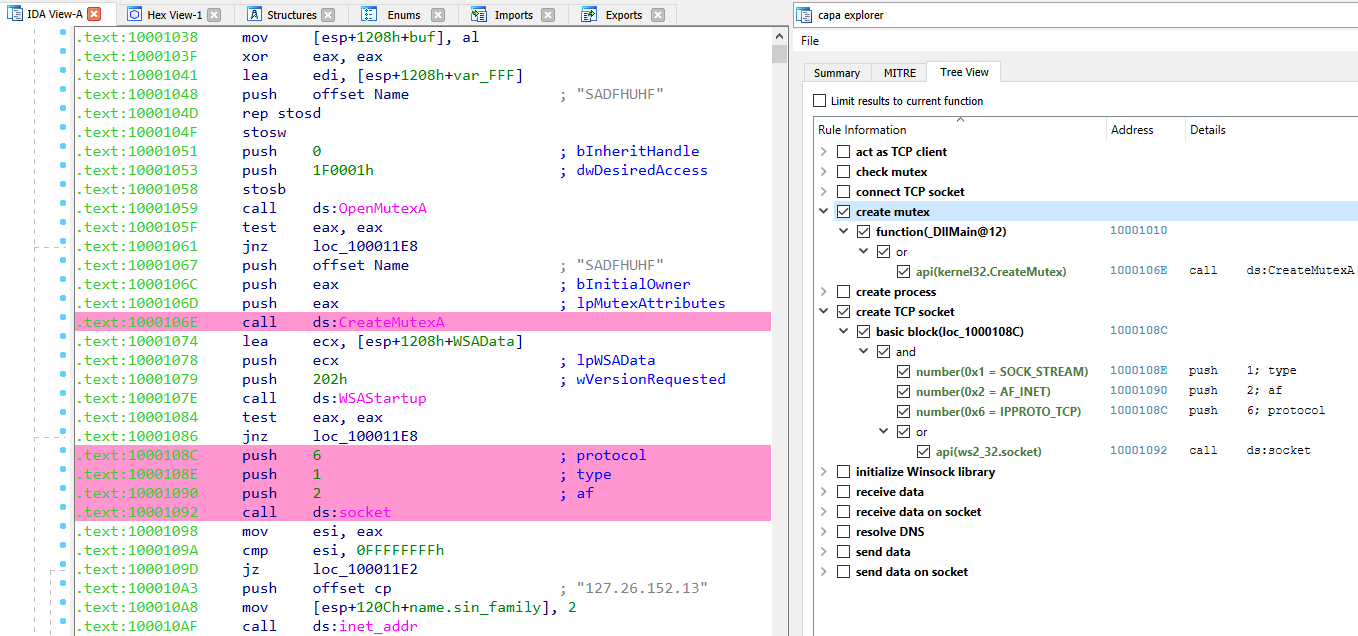 IDA View-A
Hex View-1
Structures
Enums
Imports
Exports
.text:10001038 mov [esp+1208h+buf], al
.text:1000103F xor eax, eax
.text:10001041 lea edi, [esp+1208h+var_FFF]
.text:10001048 push offset Name ; "SADFHUHF"
.text:1000104D rep stosd
.text:1000104F stosw
.text:10001051 push 0 ; bInheritHandle
.text:10001053 push 1F0001h ; dwDesiredAccess
.text:10001058 stosb
.text:10001059 call ds:OpenMutexA
.text:1000105F test eax, eax
.text:10001061 jnz loc_100011E8
.text:10001067 push offset Name ; "SADFHUHF"
.text:1000106C push eax ; bInitialOwner
.text:1000106D push eax ; lpMutexAttributes
.text:1000106E call ds:CreateMutexA
.text:10001074 lea ecx, [esp+1208h+WSAData]
.text:10001078 push ecx ; lpWSAData
.text:10001079 push 202h ; wVersionRequested
.text:1000107E call ds:WSAStartup
.text:10001084 test eax, eax
.text:10001086 jnz loc_100011E8
.text:1000108C push 6 ; protocol
.text:1000108E push 1 ; type
.text:10001090 push 2 ; af
.text:10001092 call ds:socket
.text:10001098 mov esi, eax
.text:1000109A cmp esi, 0FFFFFFFFh
.text:1000109D jz loc_100011E2
.text:100010A3 push offset cp ; "127.26.152.13"
.text:100010A8 mov [esp+120Ch+name.sin_family], 2
.text:100010AF call ds:inet_addr
capa explorer
File
Summary
MITRE
Tree View
Limit results to current function
Rule Information Address Details
act as TCP client
check mutex
connect TCP socket
create mutex
function(_DllMain@12) 10001010
or
api(kernel32.CreateMutex) 1000106E call ds:CreateMutexA
create process
create TCP socket
basic block(loc_1000108C) 1000108C
and
number(0x1 = SOCK_STREAM) 1000108E push 1; type
number(0x2 = AF_INET) 10001090 push 2; af
number(0x6 = IPPROTO_TCP) 1000108C push 6; protocol
or
api(ws2_32.socket) 10001092 call ds:socket
initialize Winsock library
receive data
receive data on socket
resolve DNS
send data
send data on socket